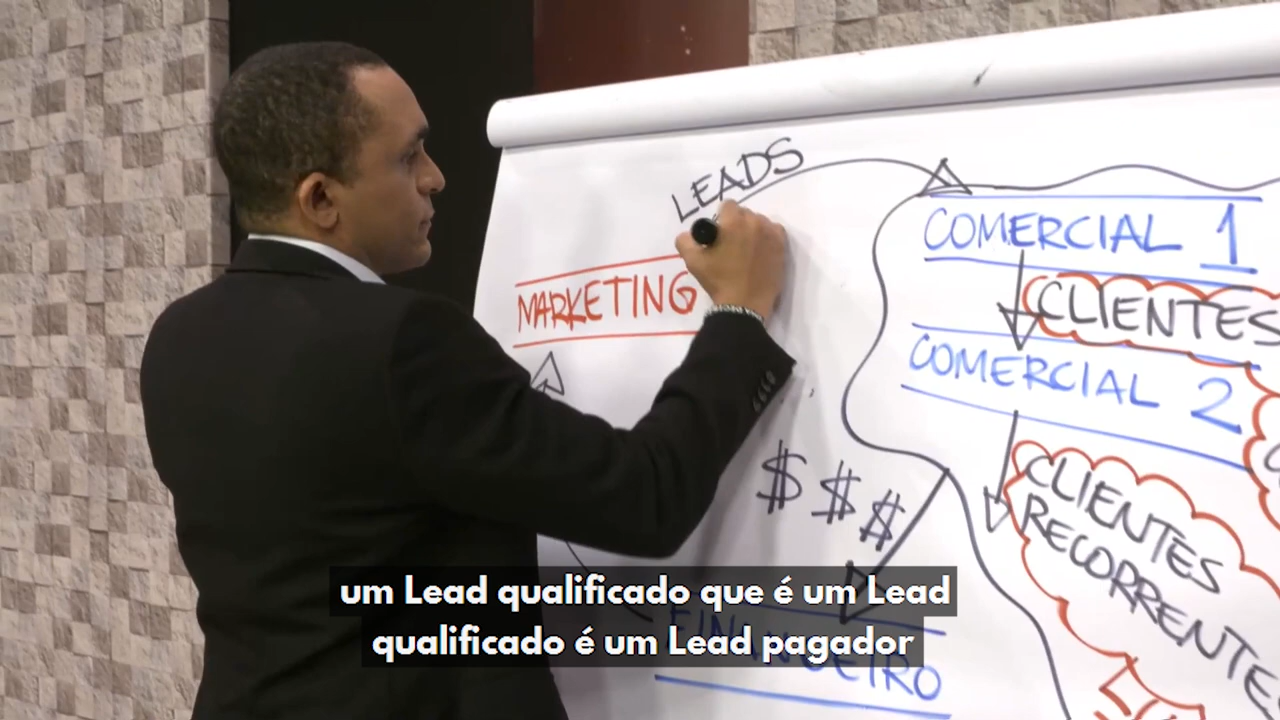 LEADS
MARKETING
COMERCIAL 1
CLIENTES
COMERCIAL 2
$ $ $
CLIENTES
RECORRENTES
FINANCEIRO
um Lead qualificado que é um Lead
qualificado é um Lead pagador